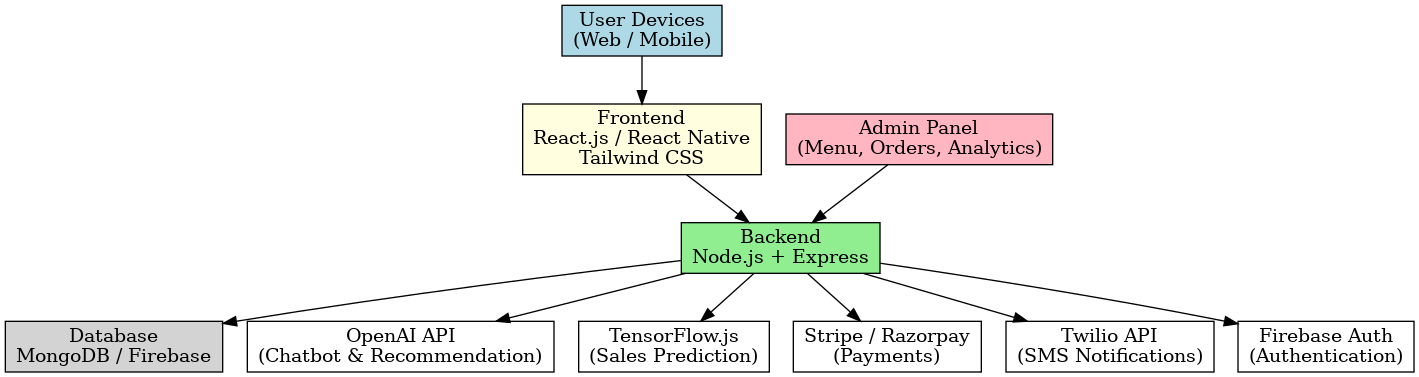 User Devices
(Web / Mobile)
Frontend
React.js / React Native
Tailwind CSS
Admin Panel
(Menu, Orders, Analytics)
Backend
Node.js + Express
Database
MongoDB / Firebase
OpenAI API
(Chatbot & Recommendation)
TensorFlow.js
(Sales Prediction)
Stripe / Razorpay
(Payments)
Twilio API
(SMS Notifications)
Firebase Auth
(Authentication)